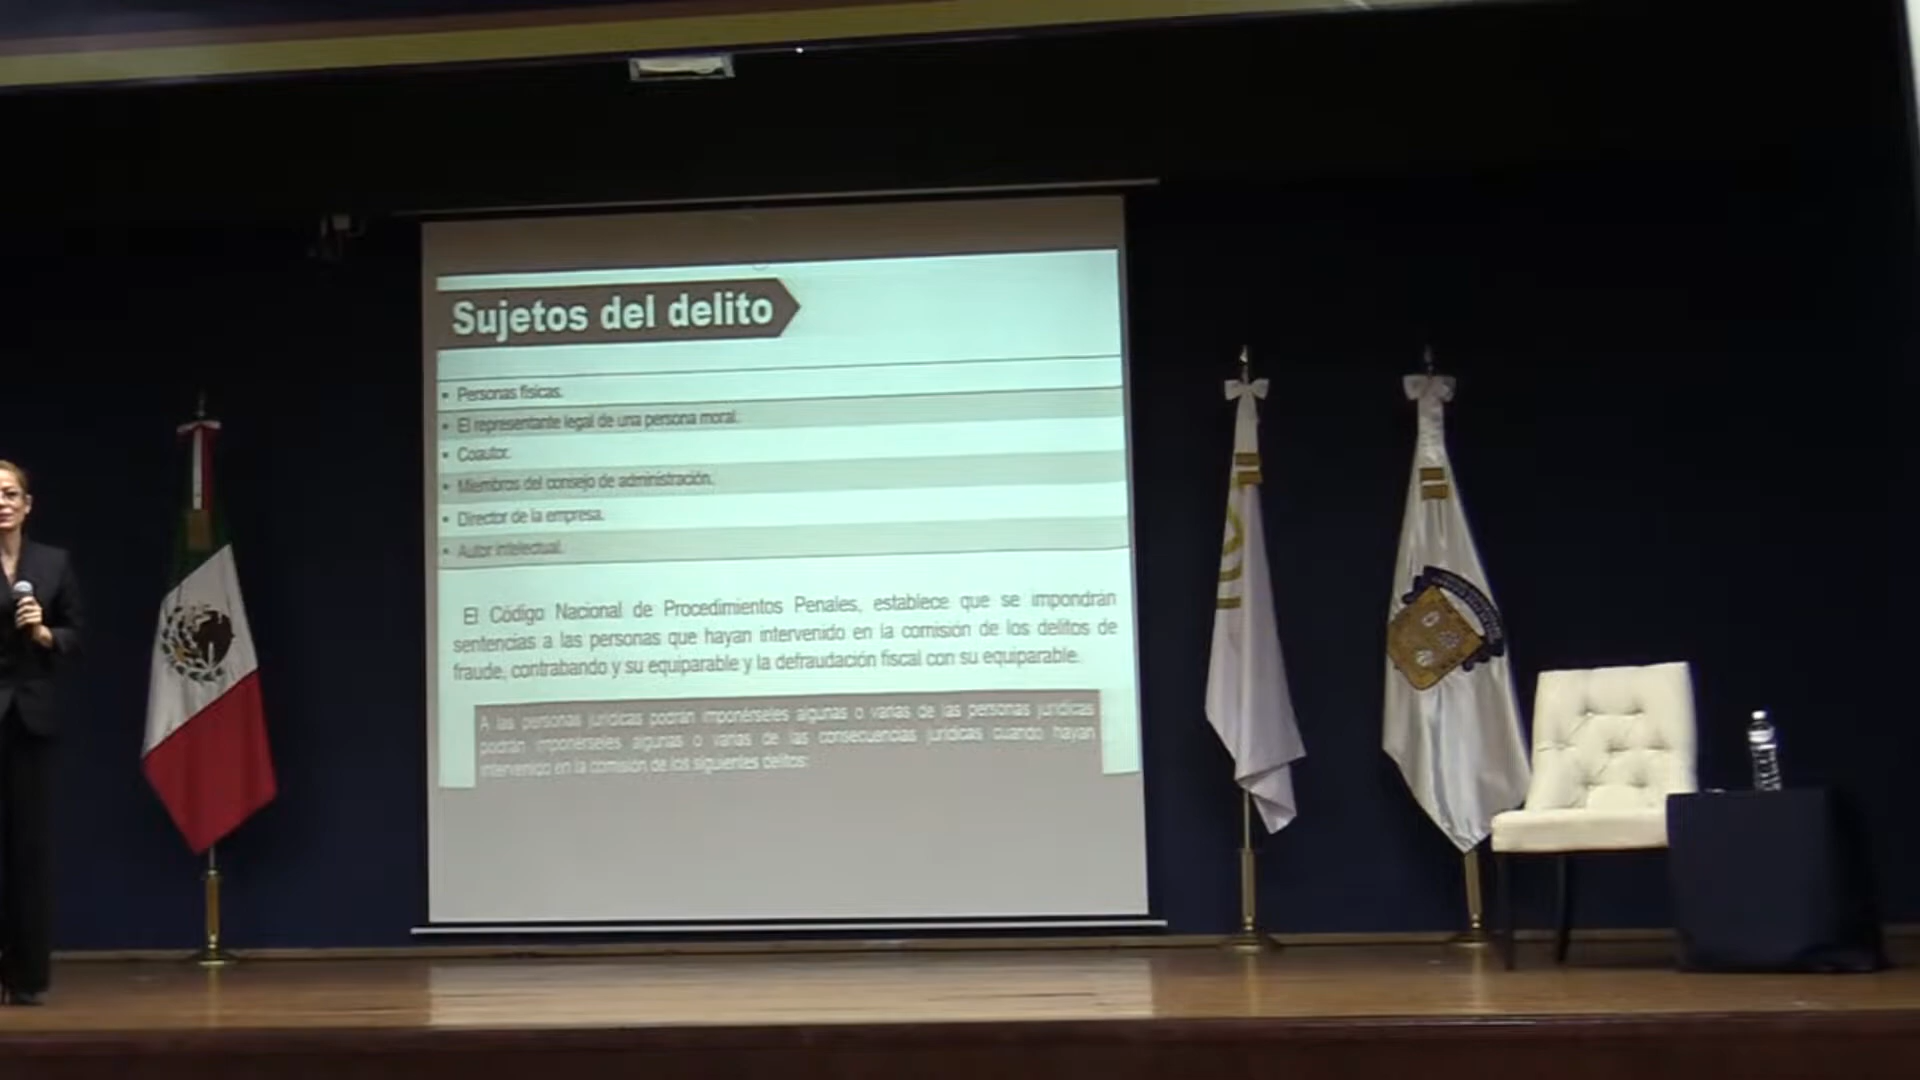 Sujetos del delito
• Personas físicas.
• El representante legal de una persona moral.
• Coautor.
• Miembros del consejo de administración.
• Director de la empresa.
• Autor intelectual.
El Código Nacional de Procedimientos Penales, establece que se impondrán
sentencias a las personas que hayan intervenido en la comisión de los delitos de
fraude, contrabando y su equiparable y la defraudación fiscal con su equiparable.
A las personas jurídicas podrán imponérseles algunas o varias de las personas jurídicas
podrán imponérseles algunas o varias de las consecuencias jurídicas cuando hayan
intervenido en la comisión de los siguientes delitos: